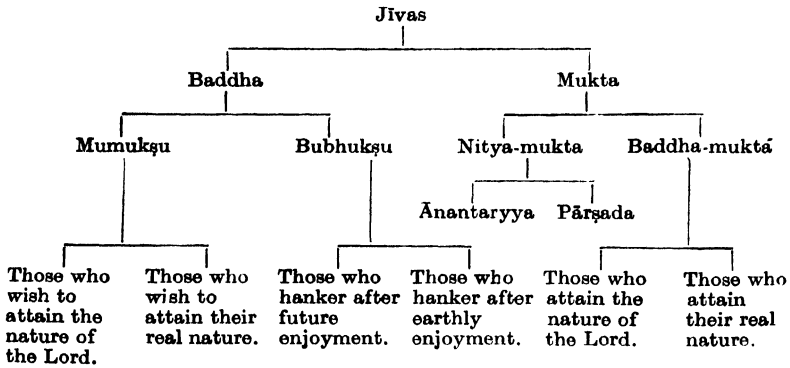 Jīvas
Baddha
Mukta
Mumukṣu
Bubhukṣu
Nitya-mukta
Baddha-mukta
Ānantaryya
Pārṣada
Those who
wish to
attain the
nature of
the Lord.
Those who
wish to
attain their
real nature.
Those who
hanker after
future
enjoyment.
Those who
hanker after
earthly
enjoyment.
Those who
attain the
nature of
the Lord.
Those who
attain
their real
nature.